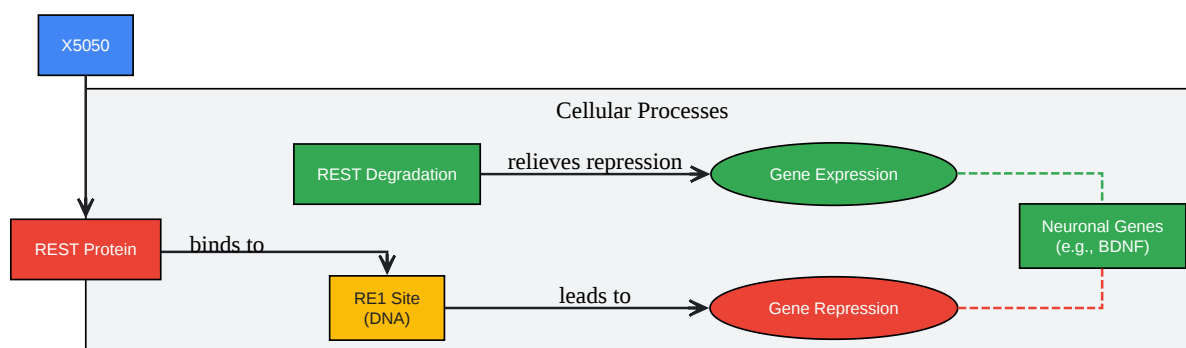 X5050
Cellular Processes
REST Degradation
relieves repression
Gene Expression
Neuronal Genes
(e.g., BDNF)
REST Protein
binds to
RE1 Site
(DNA)
leads to
Gene Repression